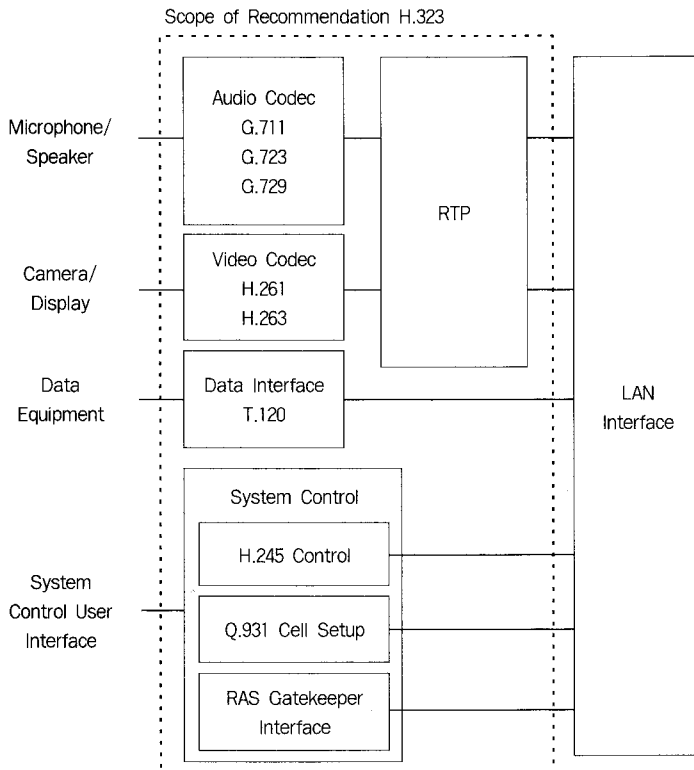 Scope of Recommendation H.323
Microphone/
Speaker
Audio Codec
G.711
G.723
G.729
RTP
Camera/
Display
Video Codec
H.261
H.263
Data
Equipment
Data Interface
T.120
LAN
Interface
System Control
H.245 Control
System
Control User
Interface
Q.931 Cell Setup
RAS Gatekeeper
Interface